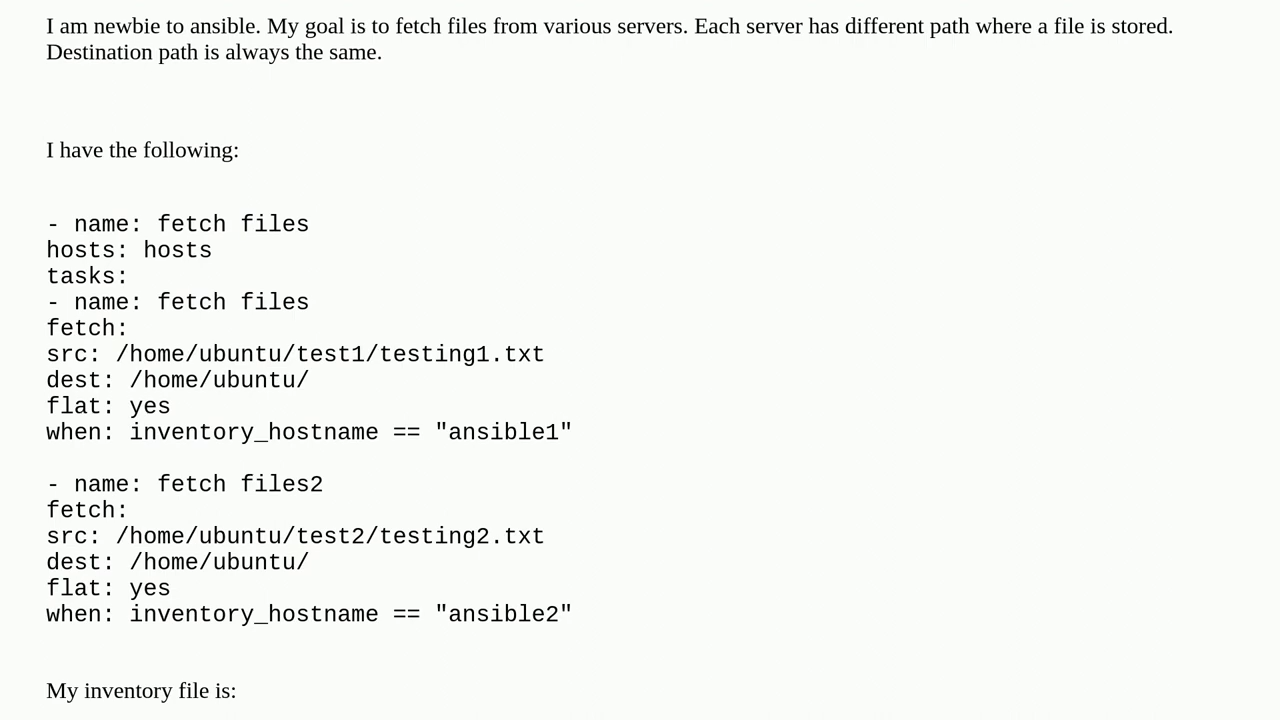 I am newbie to ansible. My goal is to fetch files from various servers. Each server has different path where a file is stored.
Destination path is always the same.
I have the following:
- name: fetch files
hosts: hosts
tasks:
- name: fetch files
fetch:
src: /home/ubuntu/test1/testing1.txt
dest: /home/ubuntu/
flat: yes
when: inventory_hostname == "ansible1"
- name: fetch files2
fetch:
src: /home/ubuntu/test2/testing2.txt
dest: /home/ubuntu/
flat: yes
when: inventory_hostname == "ansible2"
My inventory file is: